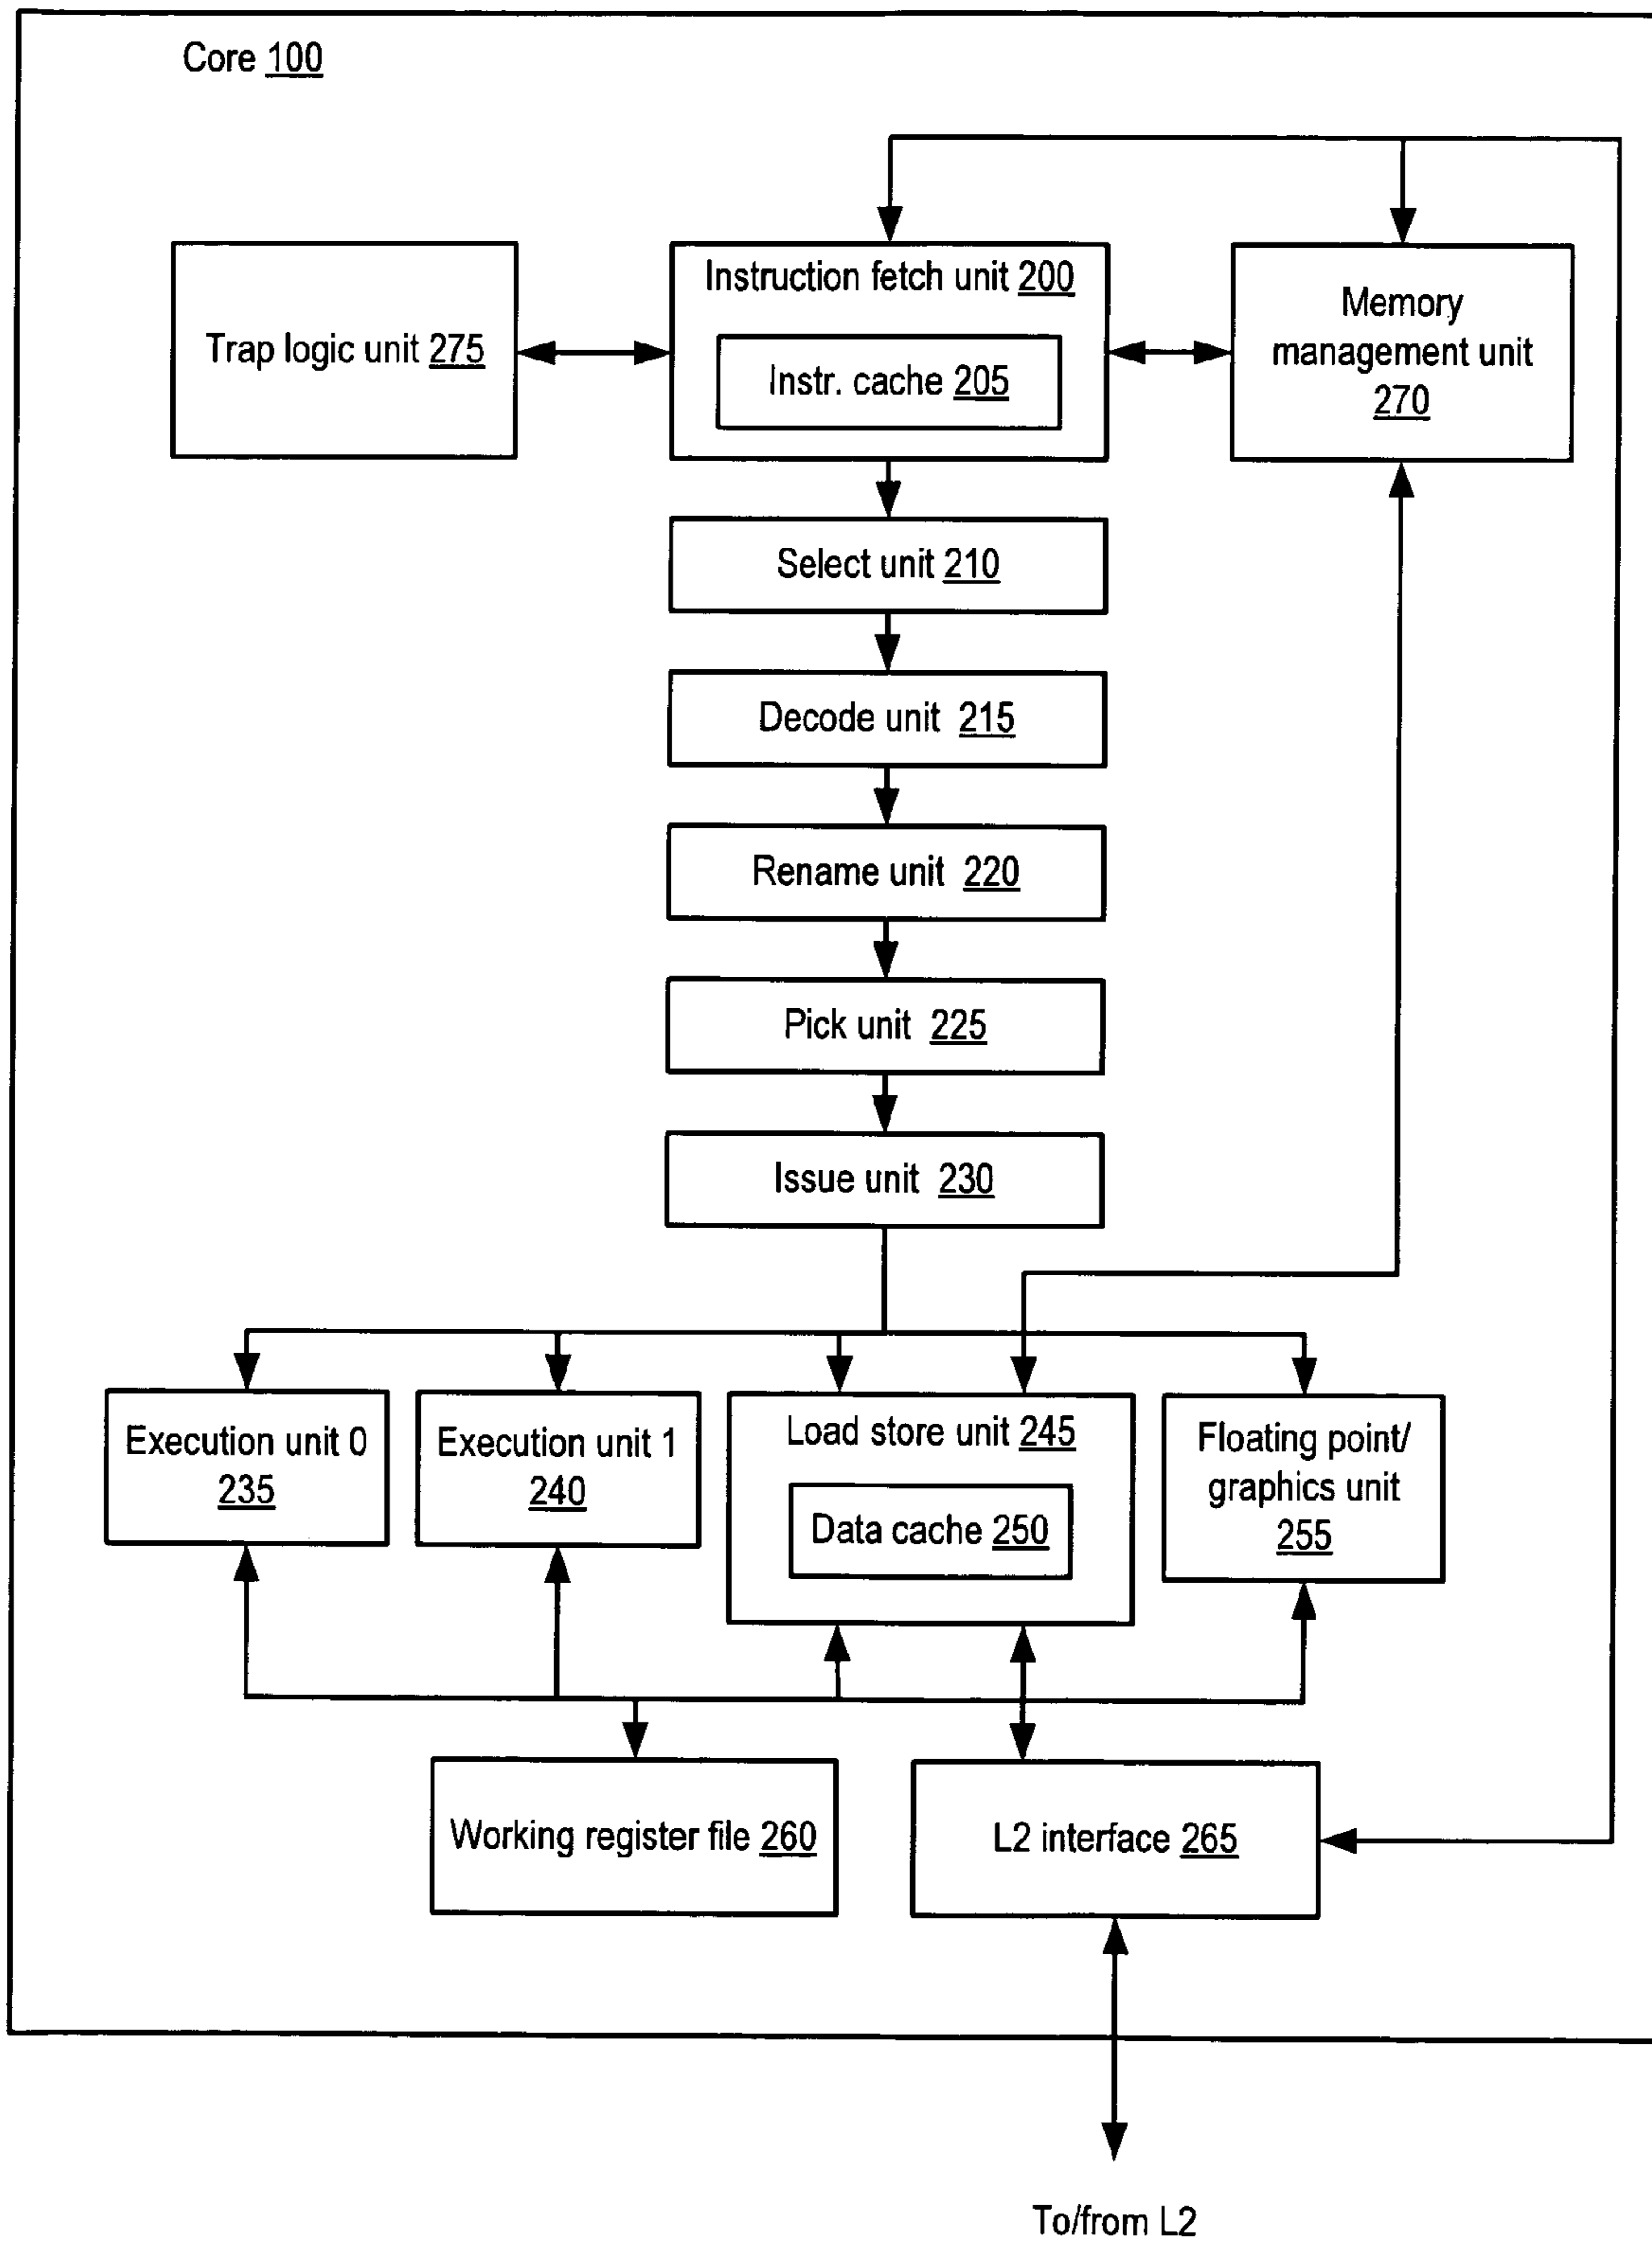 Core 100
Trap logic unit 275
Instruction fetch unit 200
Instr. cache 205
Memory
management unit
270
Select unit 210
Decode unit 215
Rename unit 220
Pick unit 225
Issue unit 230
Execution unit 0
235
Execution unit 1
240
Load store unit 245
Data cache 250
Floating point/
graphics unit
255
Working register file 260
L2 interface 265
To/from L2